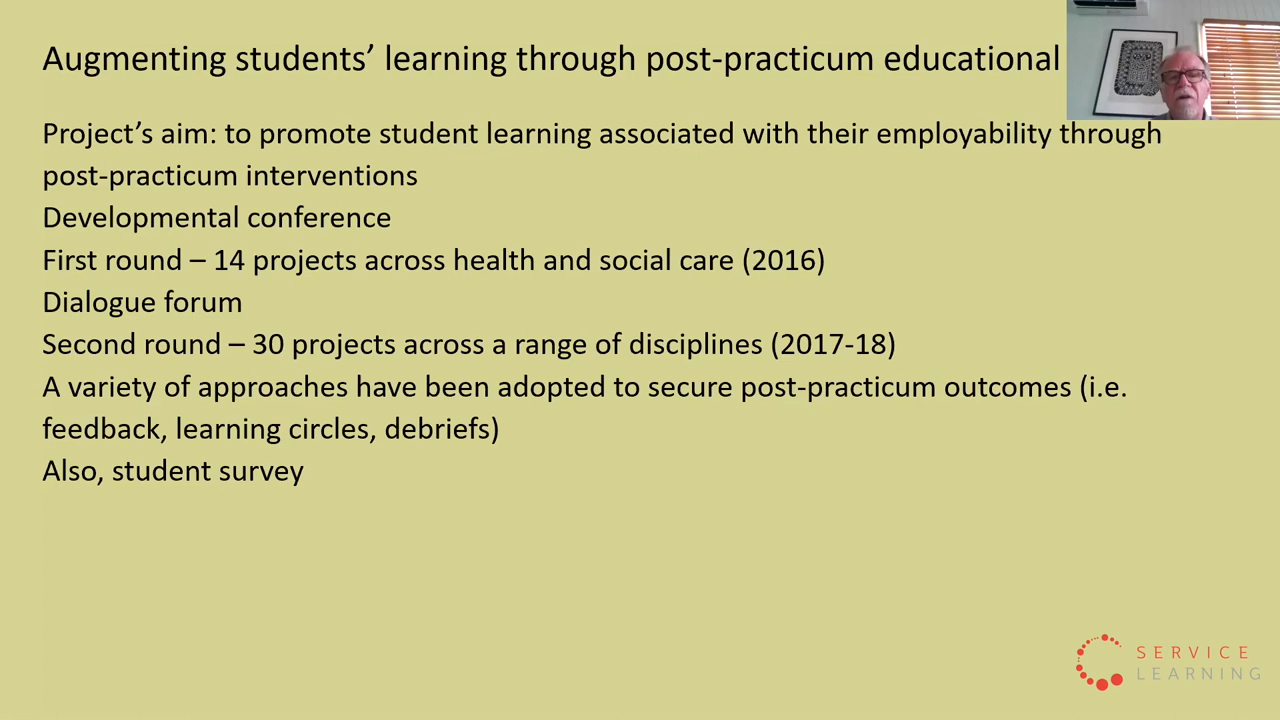 Augmenting students’ learning through post-practicum educational
Project’s aim: to promote student learning associated with their employability through
post-practicum interventions
Developmental conference
First round – 14 projects across health and social care (2016)
Dialogue forum
Second round – 30 projects across a range of disciplines (2017-18)
A variety of approaches have been adopted to secure post-practicum outcomes (i.e.
feedback, learning circles, debriefs)
Also, student survey
SERVICE
LEARNING